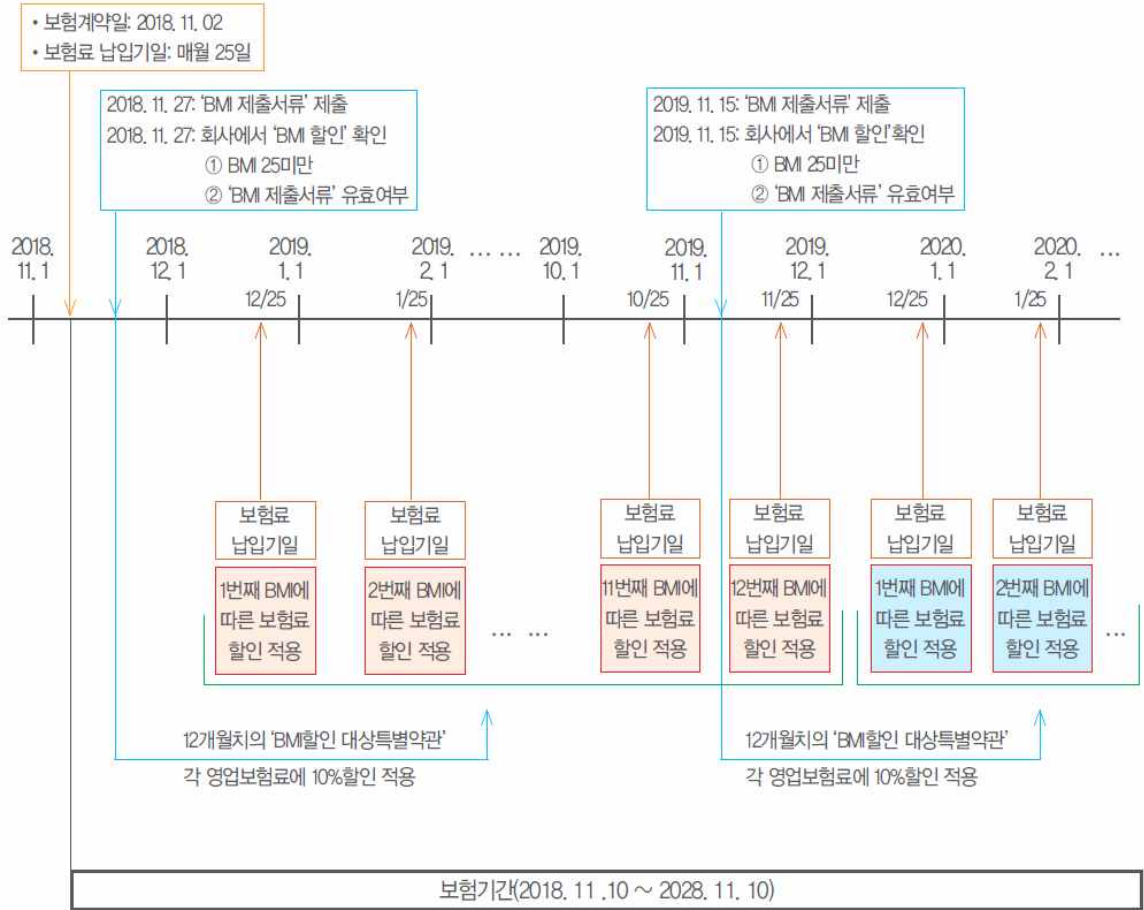 • 보험계약일: 2018. 11. 02
• 보험료 납입기일: 매월 25일
2018. 11. 27: ‘BMI 제출서류’ 제출
2018. 11. 27: 회사에서 ‘BMI 할인’ 확인
① BMI 25미만
② ‘BMI 제출서류’ 유효여부
2019. 11. 15: ‘BMI 제출서류’ 제출
2019. 11. 15: 회사에서 ‘BMI 할인’확인
① BMI 25미만
② ‘BMI 제출서류’ 유효여부
2018.
11. 1
2018.
12. 1
2019.
1. 1
2019.
2. 1
... ...
2019.
10. 1
2019.
11. 1
2019.
12. 1
2020.
1. 1
2020.
2. 1
...
12/25
1/25
10/25
11/25
12/25
1/25
보험료
납입기일
보험료
납입기일
보험료
납입기일
보험료
납입기일
보험료
납입기일
보험료
납입기일
1번째 BMI에
따른 보험료
할인 적용
2번째 BMI에
따른 보험료
할인 적용
... ...
11번째 BMI에
따른 보험료
할인 적용
12번째 BMI에
따른 보험료
할인 적용
1번째 BMI에
따른 보험료
할인 적용
2번째 BMI에
따른 보험료
할인 적용
...
12개월치의 ‘BMI할인 대상특별약관’
각 영업보험료에 10%할인 적용
12개월치의 ‘BMI할인 대상특별약관’
각 영업보험료에 10%할인 적용
보험기간(2018. 11 .10 ~ 2028. 11. 10)